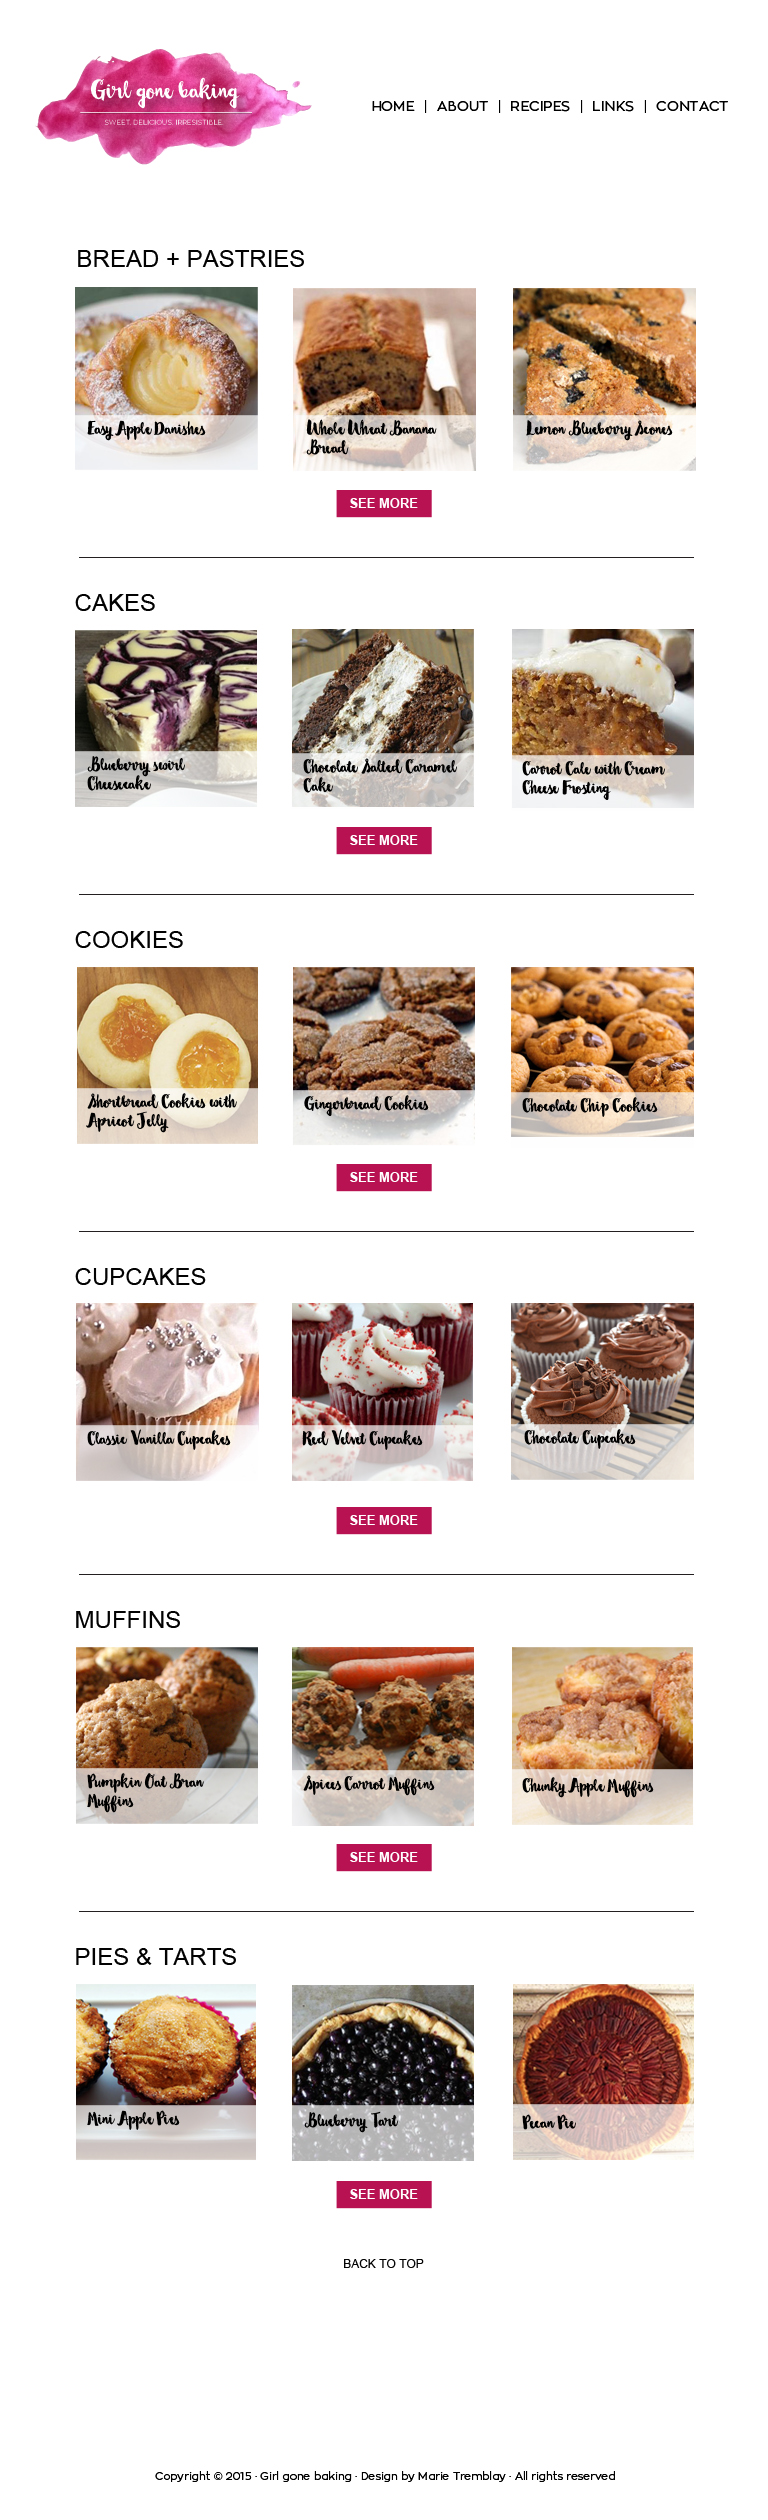 Girl gone baking
SWEET. DELICIOUS. IRRESISTIBLE.
HOME | ABOUT | RECIPES | LINKS | CONTACT
BREAD + PASTRIES
Easy Apple Danishes
Whole Wheat Banana
Bread
Lemon Blueberry Scones
SEE MORE
CAKES
Blueberry swirl
Cheesecake
Chocolate Salted Caramel
Cake
Carrot Cale with Cream
Cheese Frosting
SEE MORE
COOKIES
Shortbread Cookies with
Apricot Jelly
Gingerbread Cookies
Chocolate Chip Cookies
SEE MORE
CUPCAKES
Classic Vanilla Cupcakes
Red Velvet Cupcakes
Chocolate Cupcakes
SEE MORE
MUFFINS
Pumpkin Oat Bran
Muffins
Spices Carrot Muffins
Chunky Apple Muffins
SEE MORE
PIES & TARTS
Mini Apple Pies
Blueberry Tart
Pecan Pie
SEE MORE
BACK TO TOP
Copyright © 2015 · Girl gone baking · Design by Marie Tremblay · All rights reserved